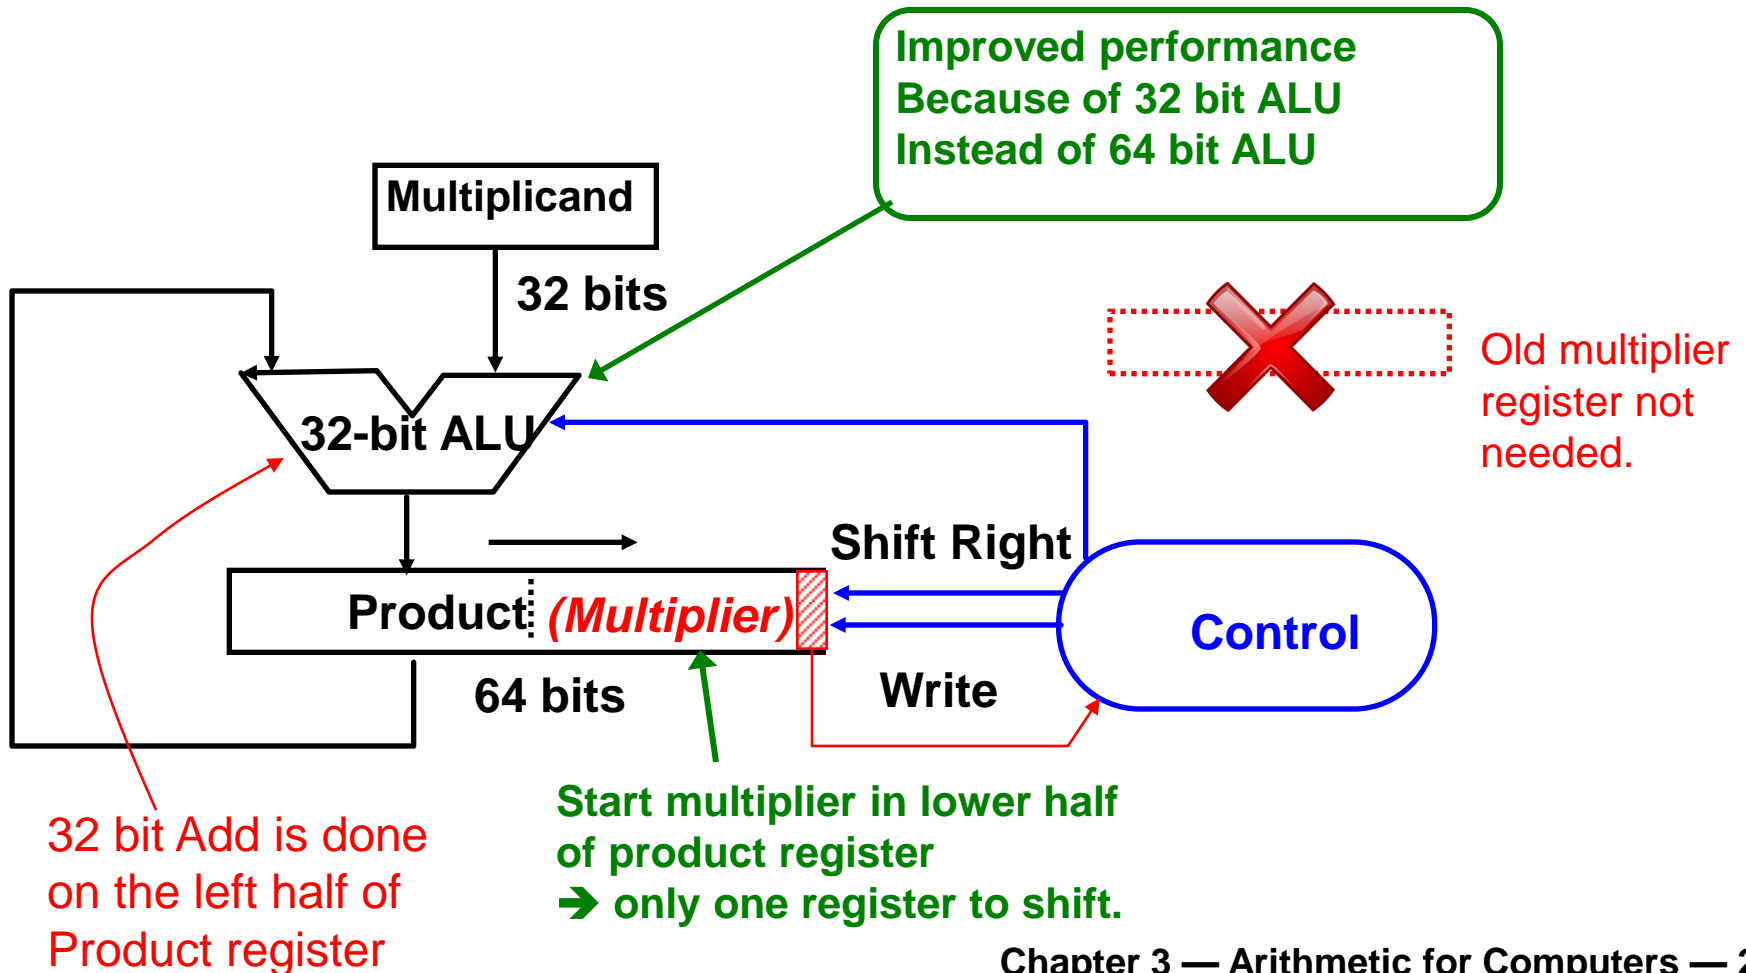 Improved performance
Because of 32 bit ALU
Instead of 64 bit ALU
Multiplicand
32 bits
Old multiplier
register not
needed.
32-bit ALU
Shift Right
Product
(Multiplier)
Control
64 bits
Write
Start multiplier in lower half
of product register
➔ only one register to shift.
32 bit Add is done
on the left half of
Product register
Chapter 3 — Arithmetic for Computers — 2